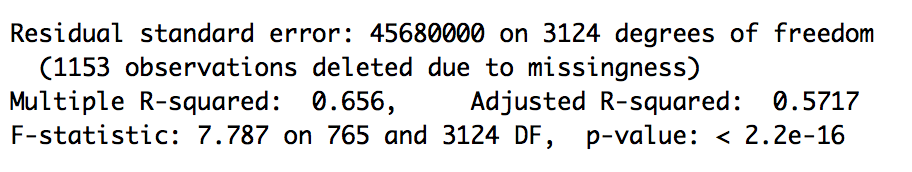 Residual standard error: 45680000 on 3124 degrees of freedom
(1153 observations deleted due to missingness)
Multiple R-squared:  0.656,     Adjusted R-squared:  0.5717
F-statistic: 7.787 on 765 and 3124 DF,  p-value: < 2.2e-16